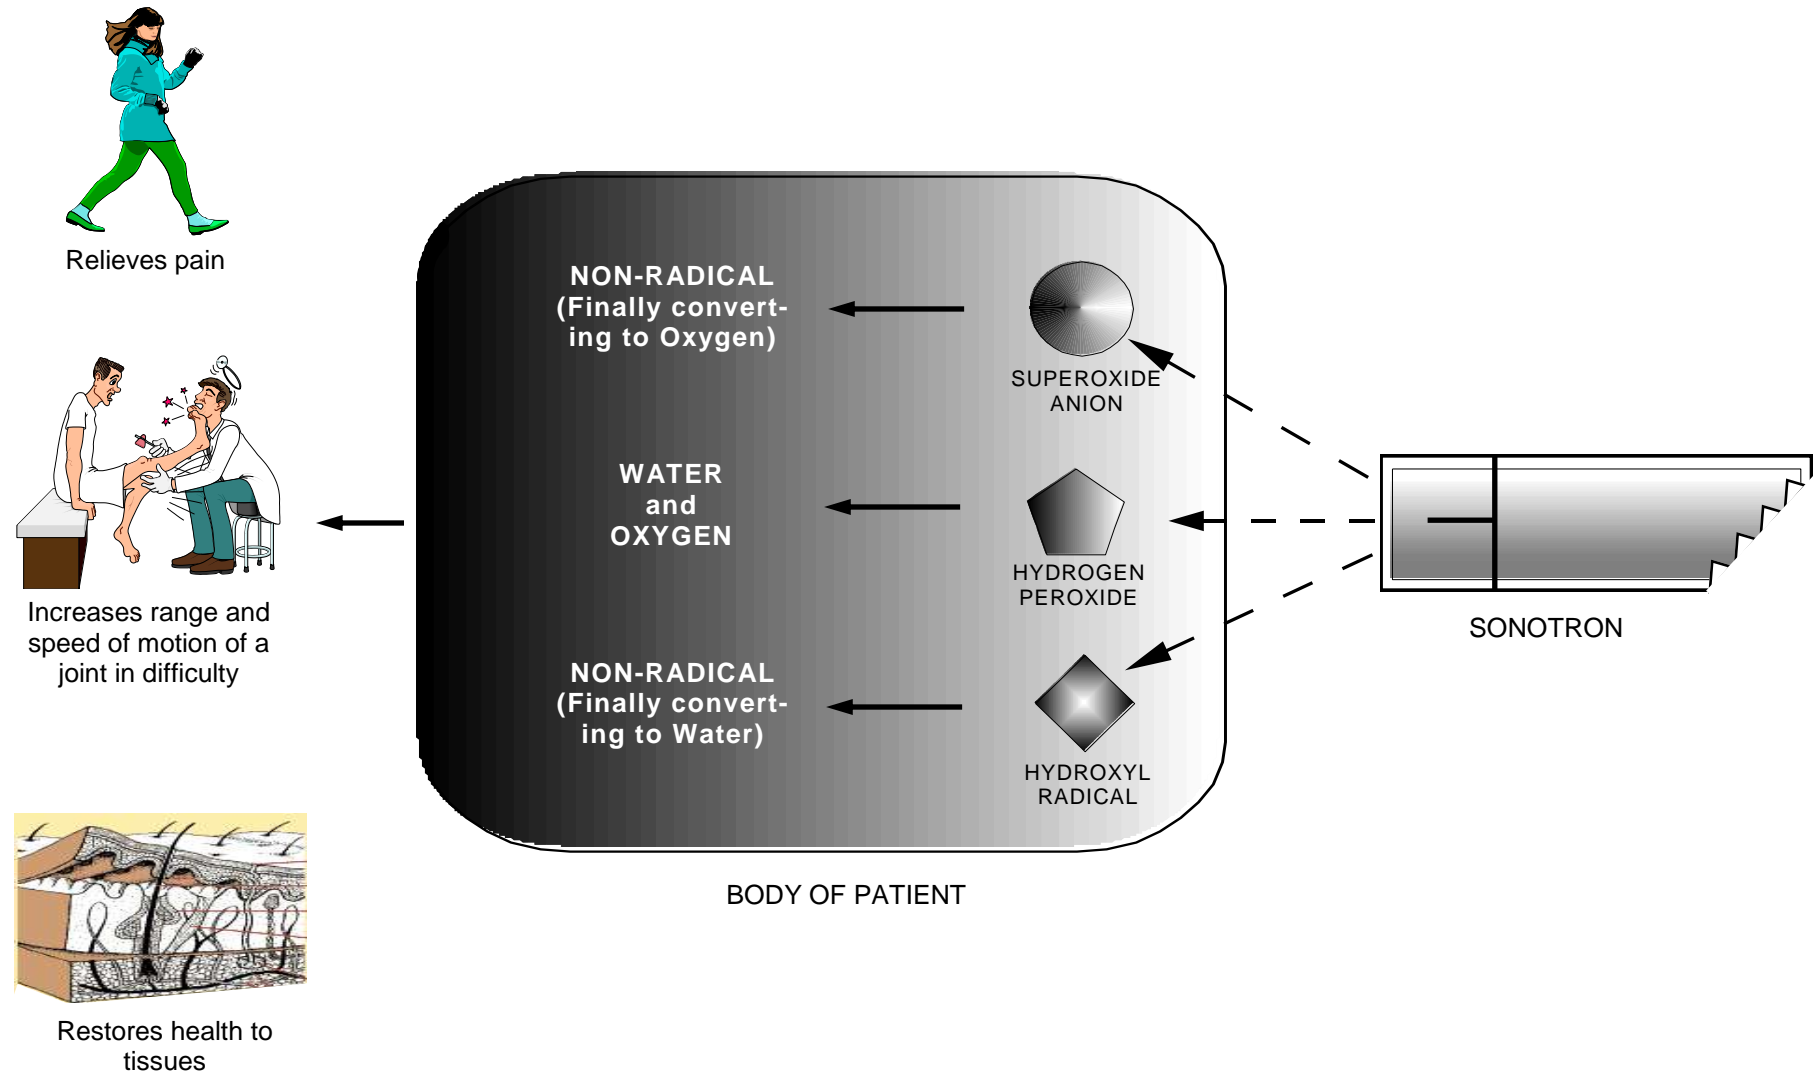 Relieves pain
Increases range and
speed of motion of a
joint in difficulty
Restores health to
tissues
NON-RADICAL
(Finally convert-
ing to Oxygen)
SUPEROXIDE
ANION
WATER
and
OXYGEN
HYDROGEN
PEROXIDE
NON-RADICAL
(Finally convert-
ing to Water)
HYDROXYL
RADICAL
BODY OF PATIENT
SONOTRON